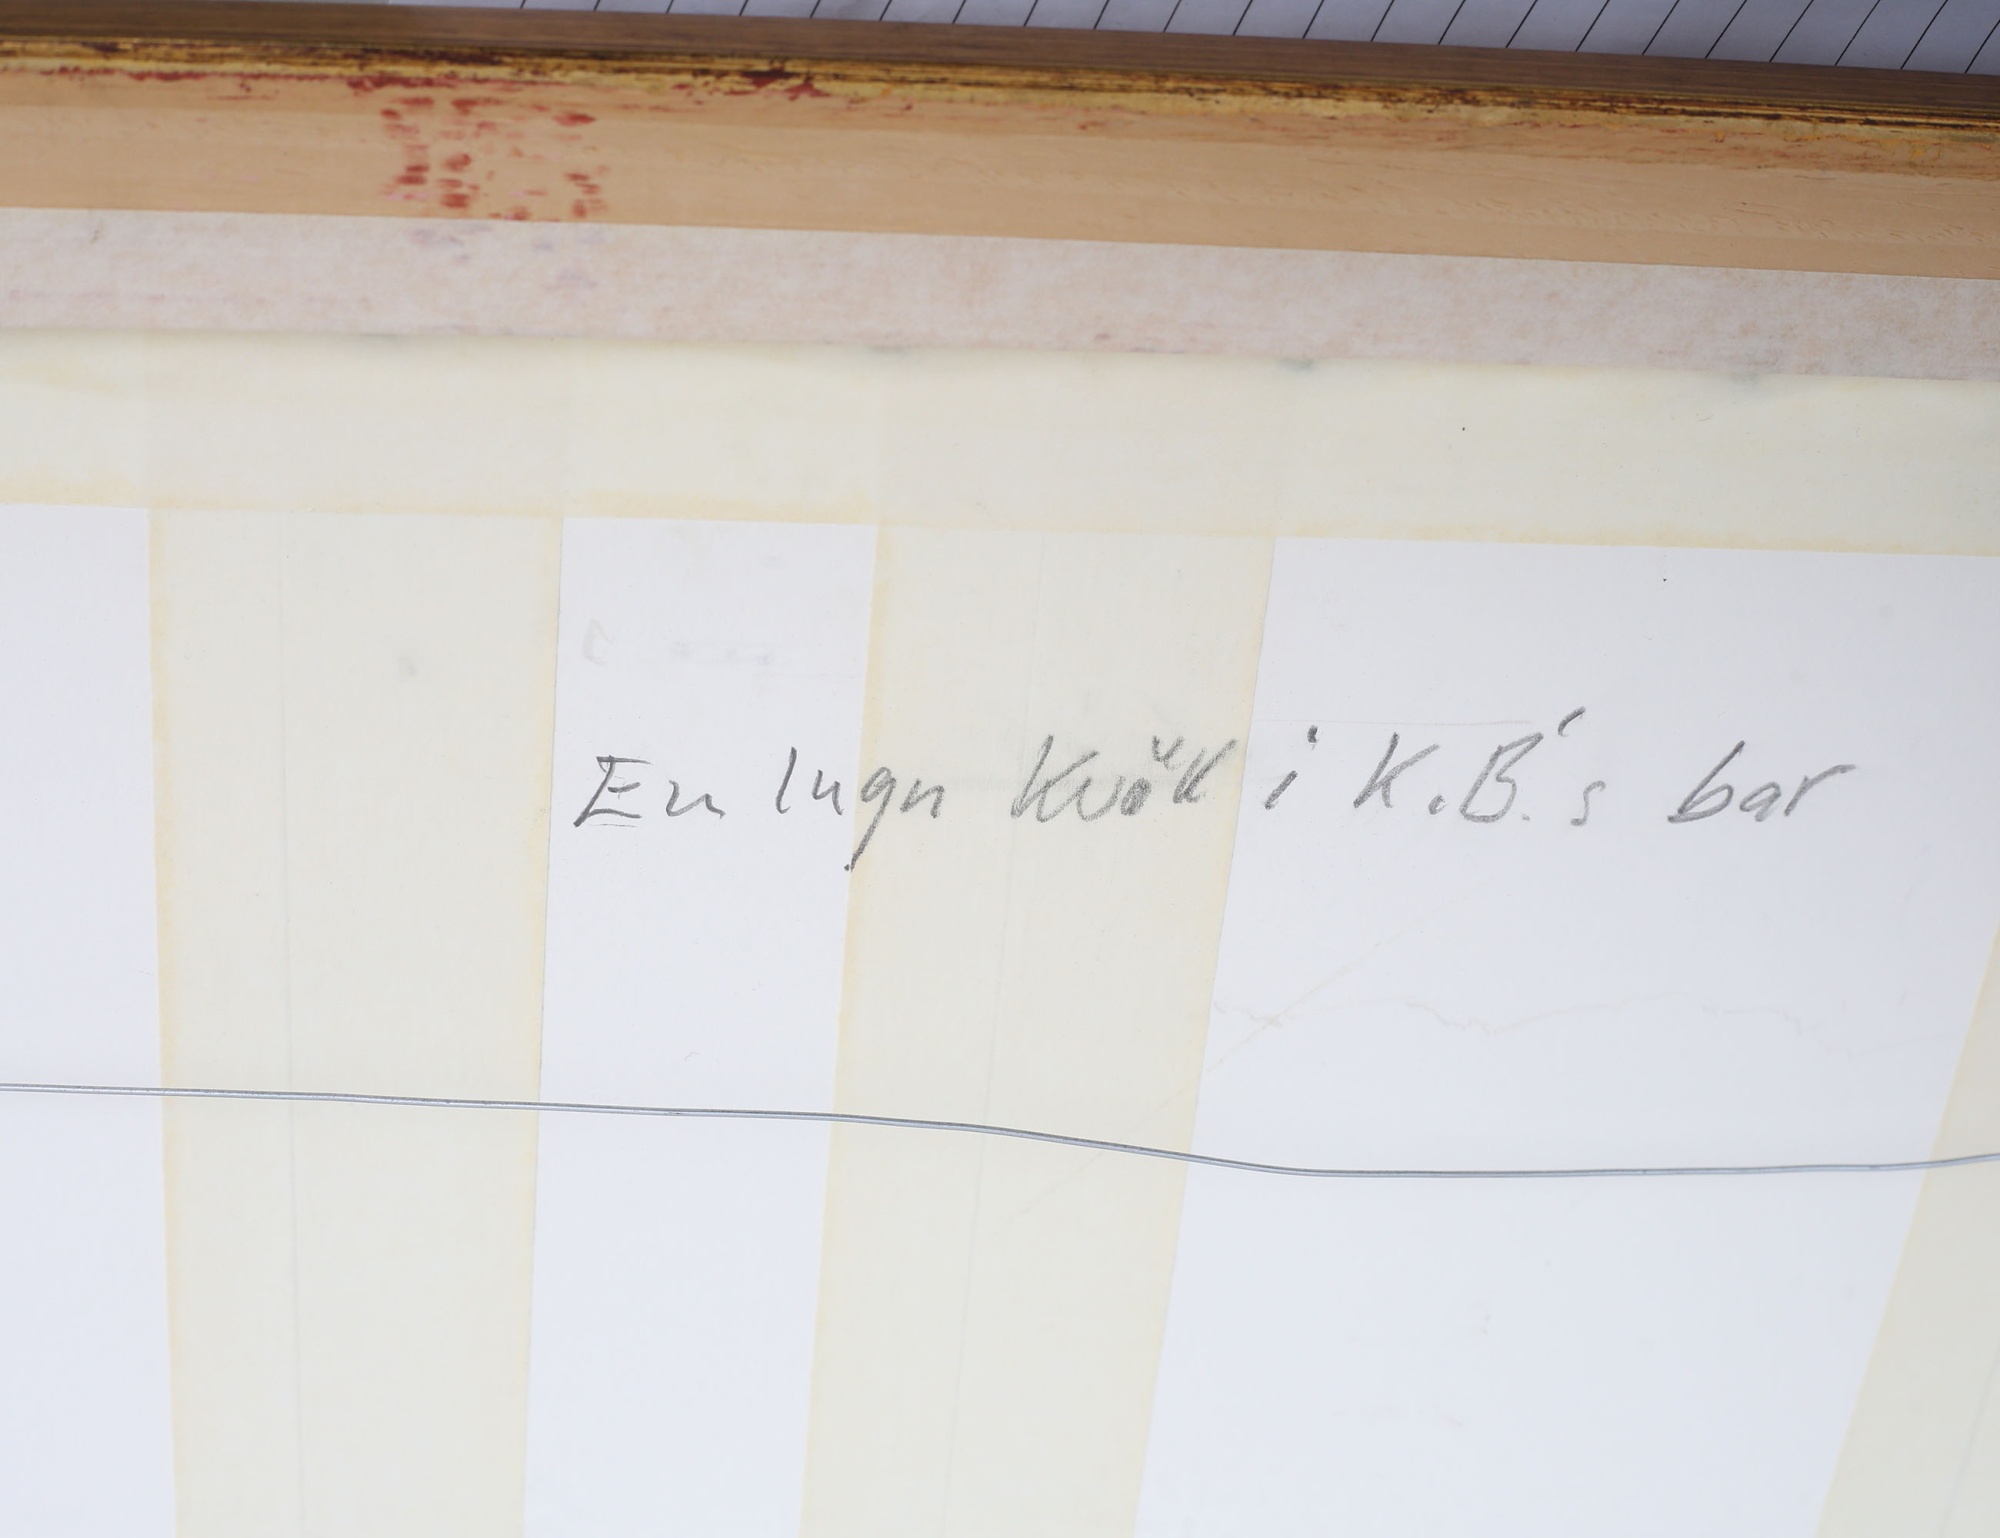 En lugn Kväll i K.B.'s bar